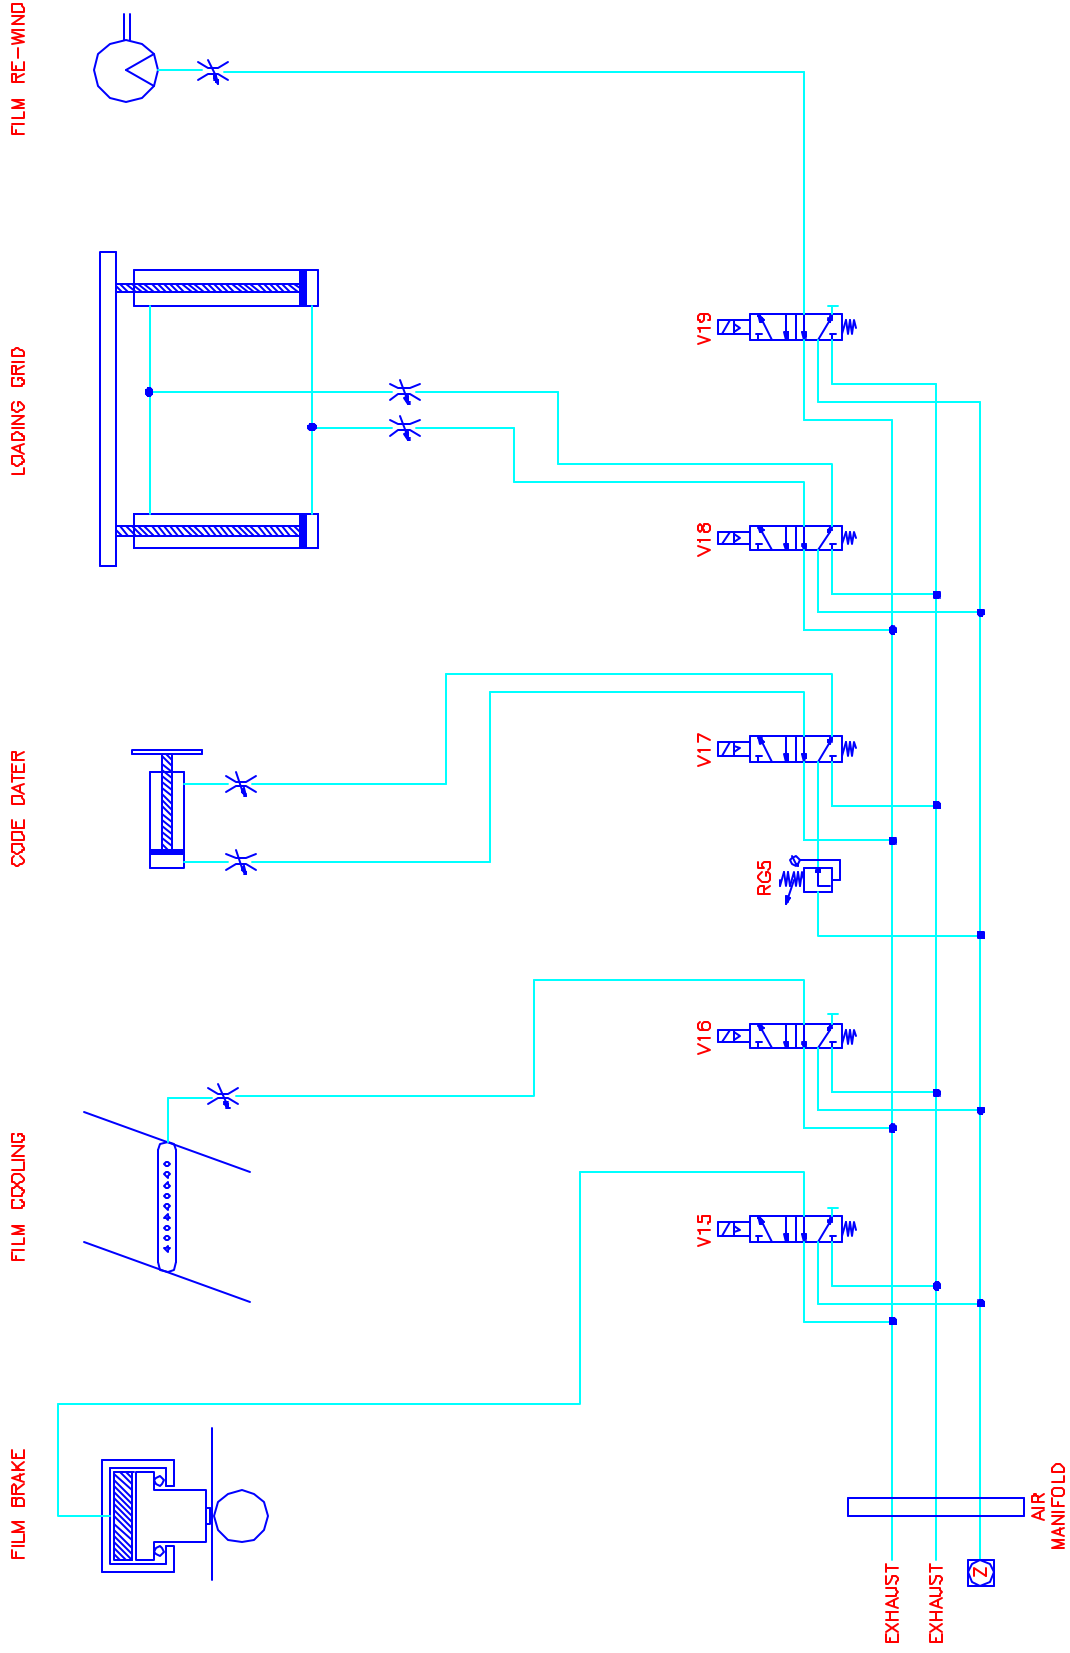 FILM RE-WIND
LOADING GRID
CODE DATER
FILM COOLING
FILM BRAKE
V19
V18
V17
RG5
V16
V15
AIR
MANIFOLD
EXHAUST
EXHAUST
Z